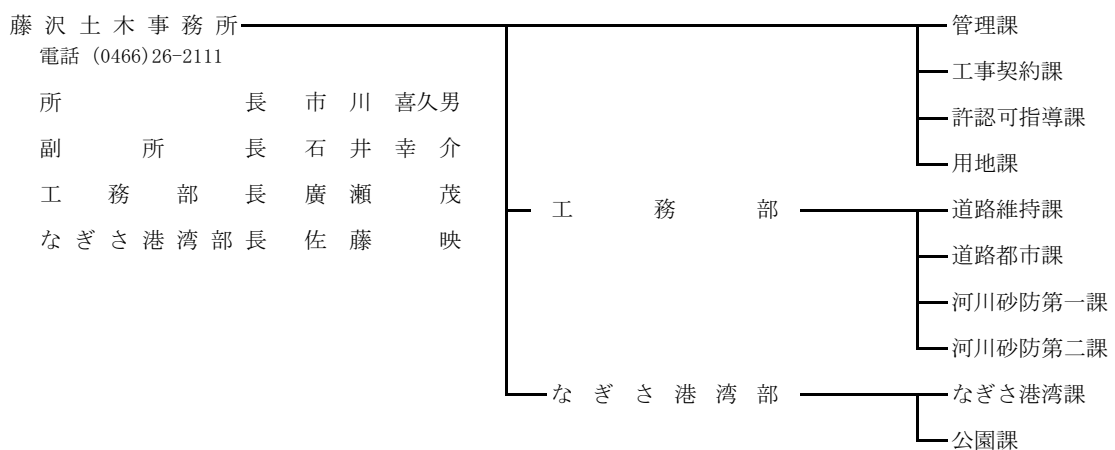 藤沢土木事務所 管理課
電話 (0466)26-2111
工事契約課
所長 市川 喜久男
許認可指導課
副所長 石井 幸介
用地課
工務部長 廣瀬 茂
工務部 道路維持課
なぎさ港湾部長 佐藤 映
道路都市課
河川砂防第一課
河川砂防第二課
なぎさ港湾部 なぎさ港湾課
公園課